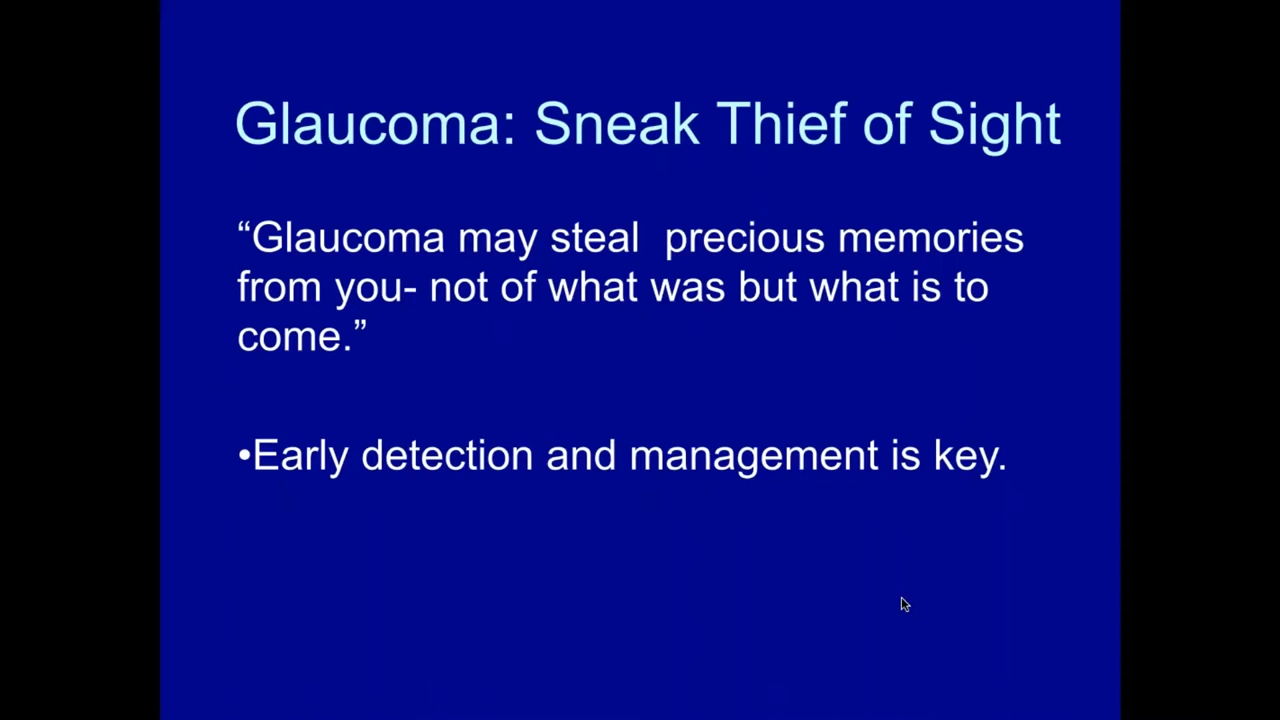 Glaucoma: Sneak Thief of Sight
“Glaucoma may steal  precious memories
from you- not of what was but what is to
come.”
•Early detection and management is key.